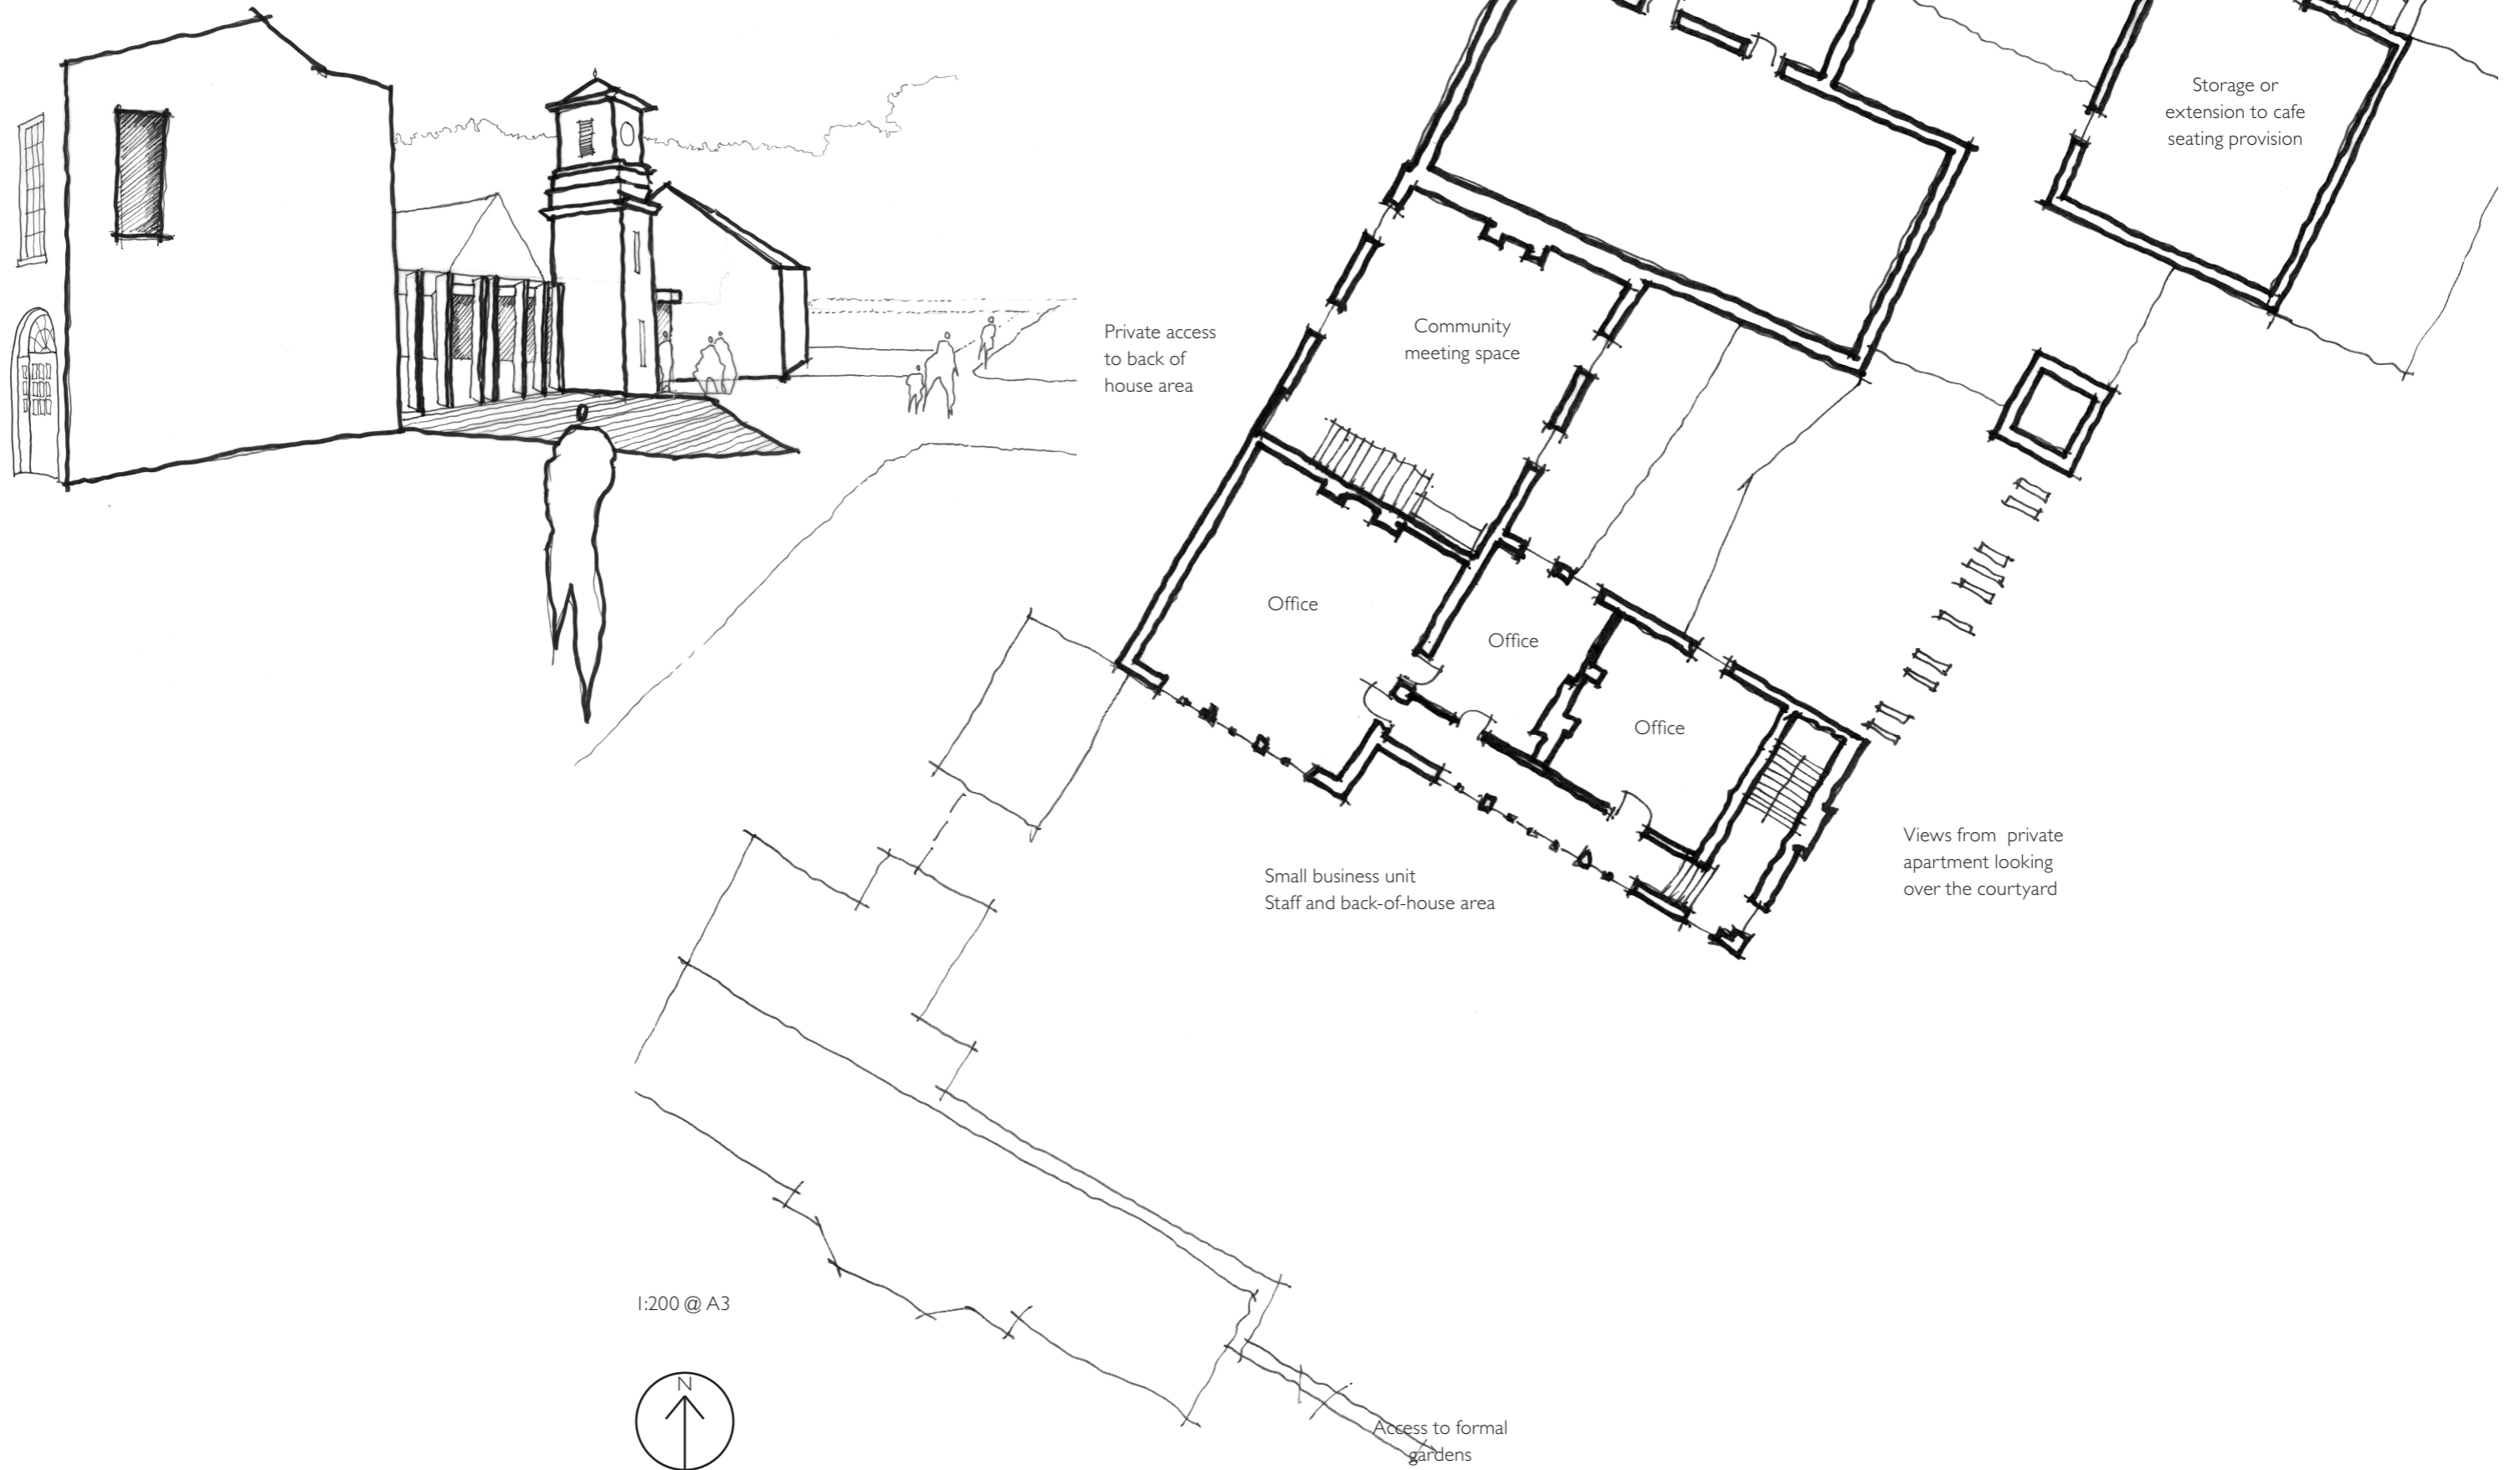 Storage or
extension to cafe
seating provision
Private access
to back of
house area
Community
meeting space
Office
Office
Office
Views from  private
apartment looking
over the courtyard
Small business unit
Staff and back-of-house area
1:200 @ A3
N
Access to formal
gardens